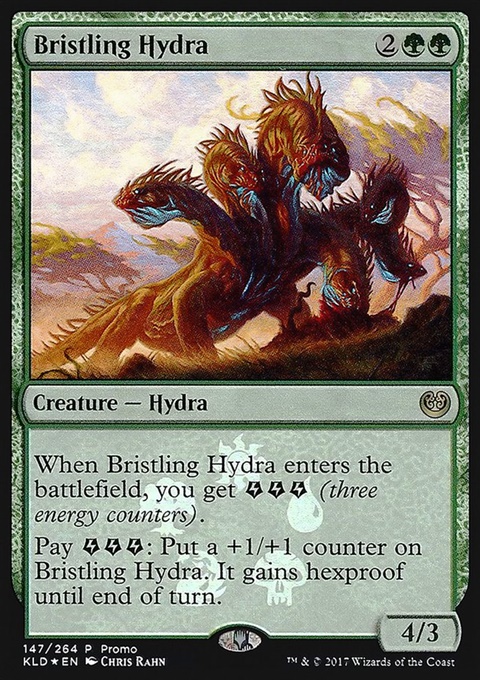 Bristling Hydra 2
Creature — Hydra
When Bristling Hydra enters the
battlefield, you get (three
energy counters).
Pay : Put a +1/+1 counter on
Bristling Hydra. It gains hexproof
until end of turn.
4/3
147/264 P Promo
KLD★EN Chris Rahn
™ & © 2017 Wizards of the Coast